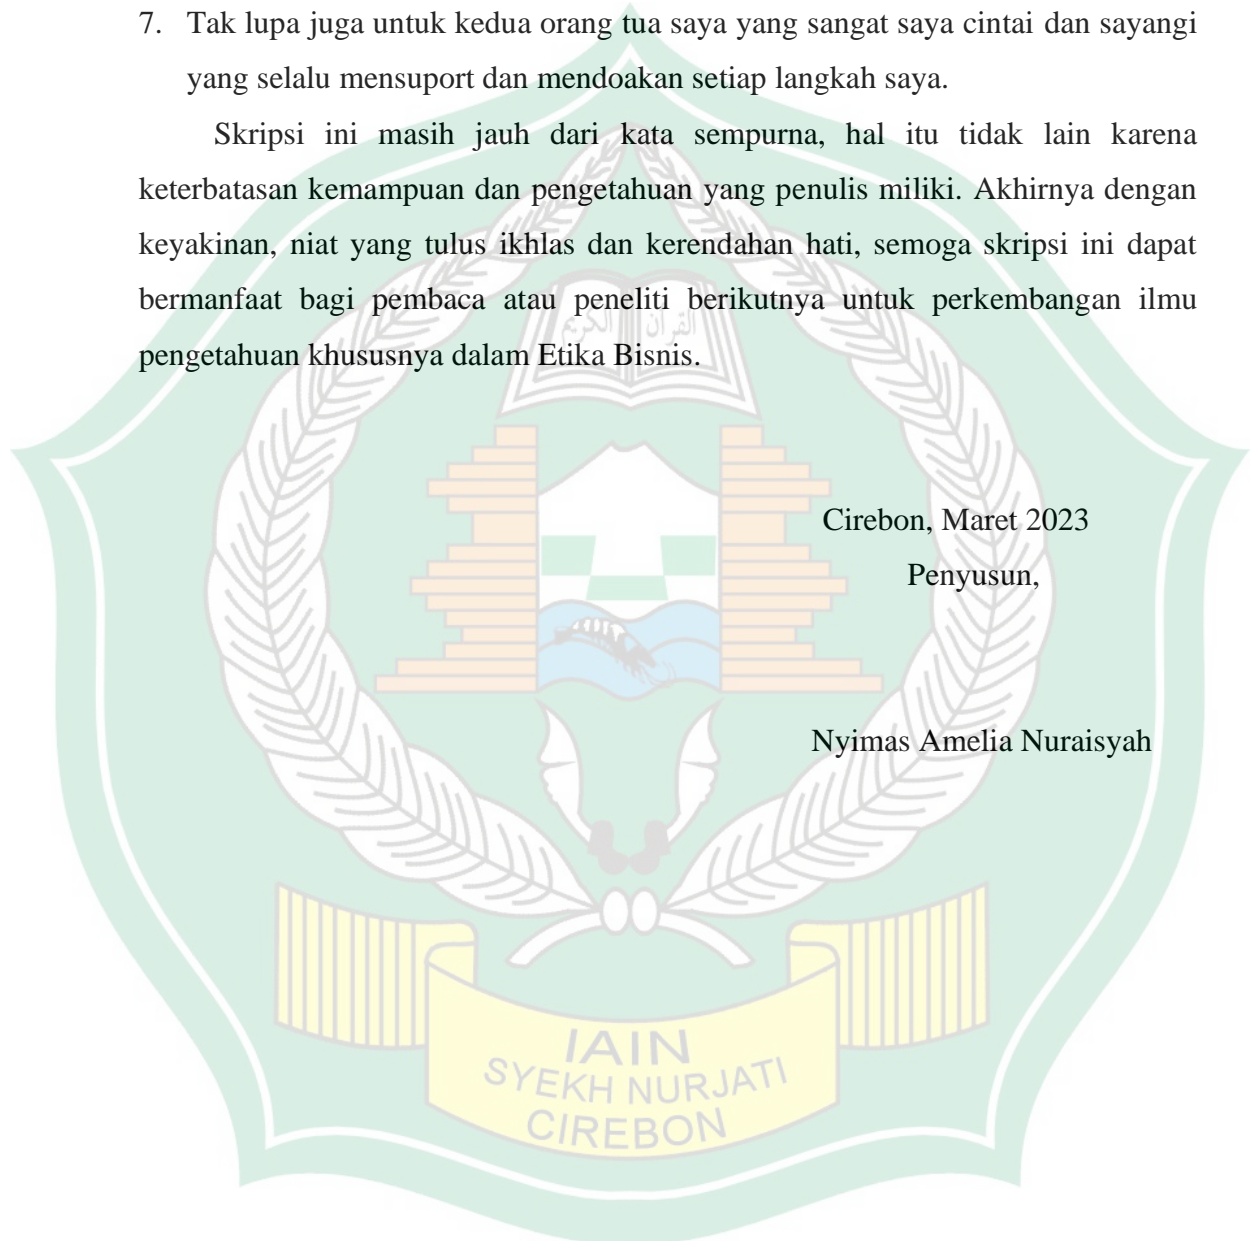 7. Tak lupa juga untuk kedua orang tua saya yang sangat saya cintai dan sayangi
yang selalu mensuport dan mendoakan setiap langkah saya.
Skripsi ini masih jauh dari kata sempurna, hal itu tidak lain karena
keterbatasan kemampuan dan pengetahuan yang penulis miliki. Akhirnya dengan
keyakinan, niat yang tulus ikhlas dan kerendahan hati, semoga skripsi ini dapat
bermanfaat bagi pembaca atau peneliti berikutnya untuk perkembangan ilmu
القرآن الكريم
pengetahuan khususnya dalam Etika Bisnis.
Cirebon, Maret 2023
Penyusun,
Nyimas Amelia Nuraisyah
IAIN
SYEKH NURJATI
CIREBON